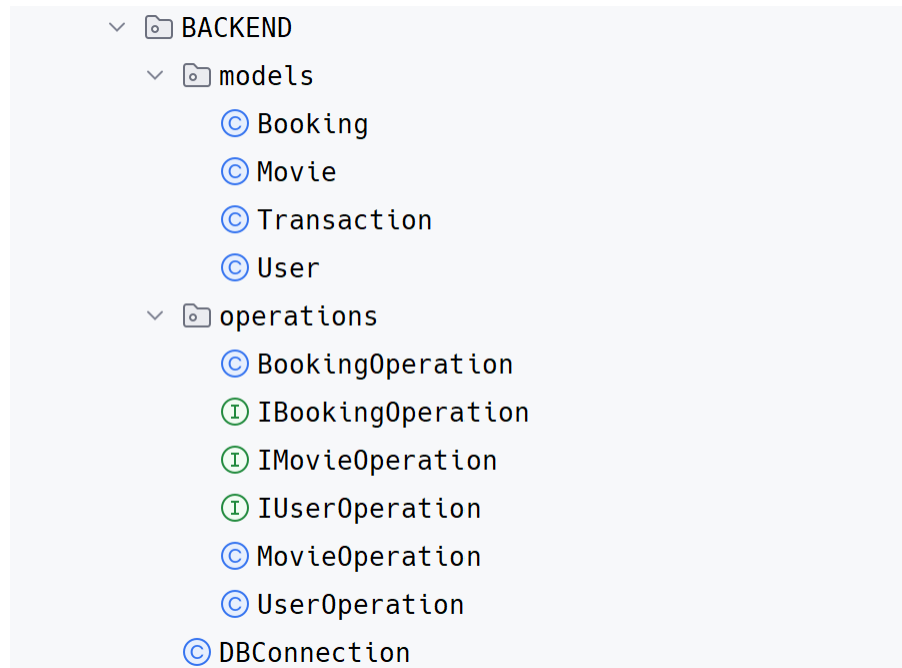 BACKEND
models
C Booking
C Movie
C Transaction
C User
operations
C BookingOperation
I IBookingOperation
I IMovieOperation
I IUserOperation
C MovieOperation
C UserOperation
C DBConnection